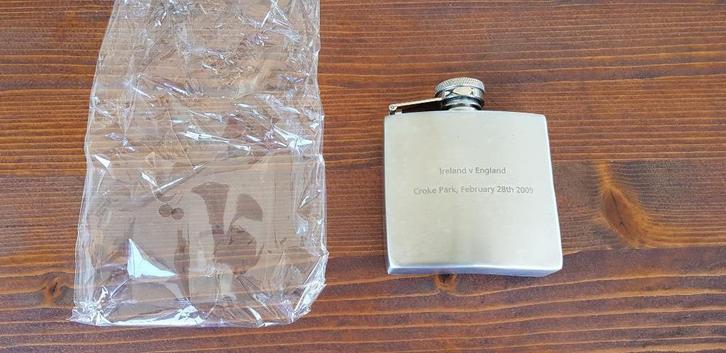 Ireland v England
Croke Park, February 28th 2009